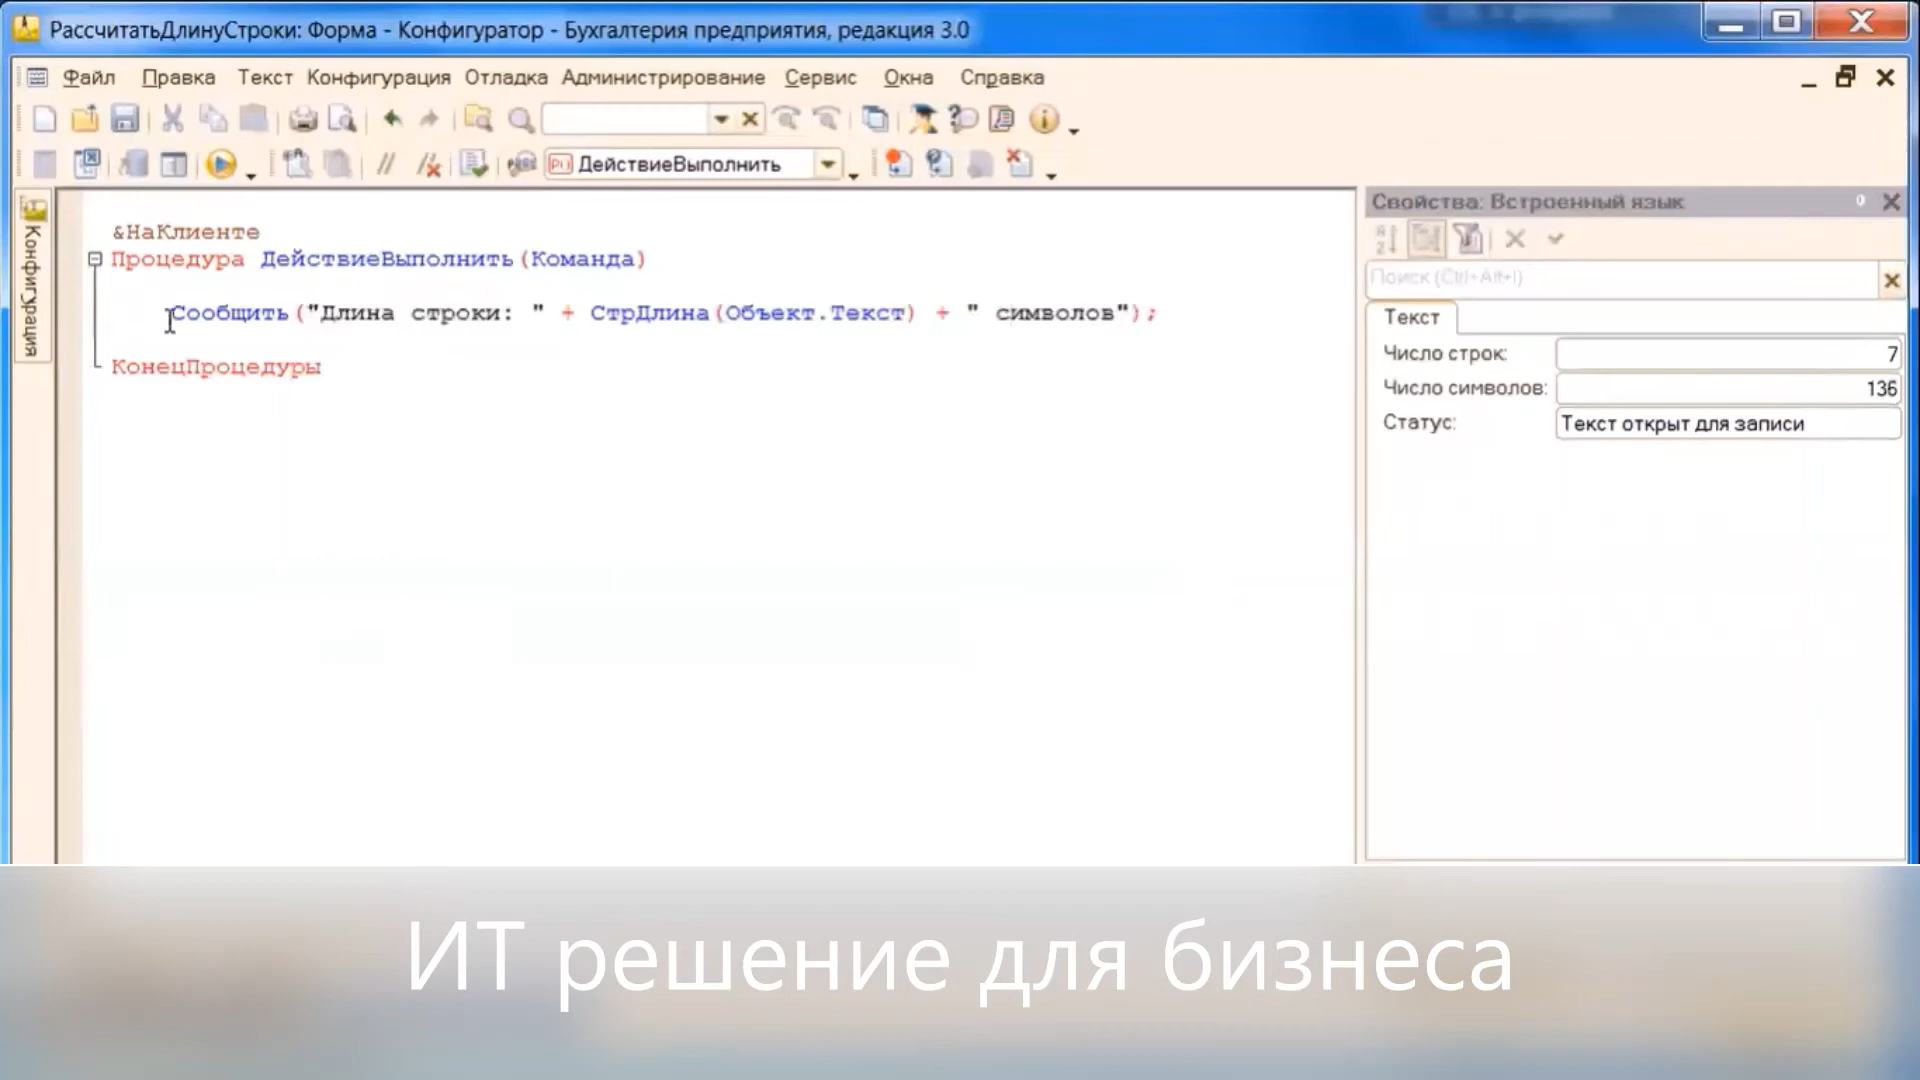 РассчитатьДлинуСтроки: Форма - Конфигуратор - Бухгалтерия предприятия, редакция 3.0
Файл Правка Текст Конфигурация Отладка Администрирование Сервис Окна Справка
ДействиеВыполнить
Конфигурация
&НаКлиенте
Процедура ДействиеВыполнить(Команда)
Сообщить("Длина строки: " + СтрДлина(Объект.Текст) + " символов");
КонецПроцедуры
Свойства: Встроенный язык
Поиск (Ctrl+Alt+I)
Текст
Число строк: 7
Число символов: 136
Статус: Текст открыт для записи
ИТ решение для бизнеса